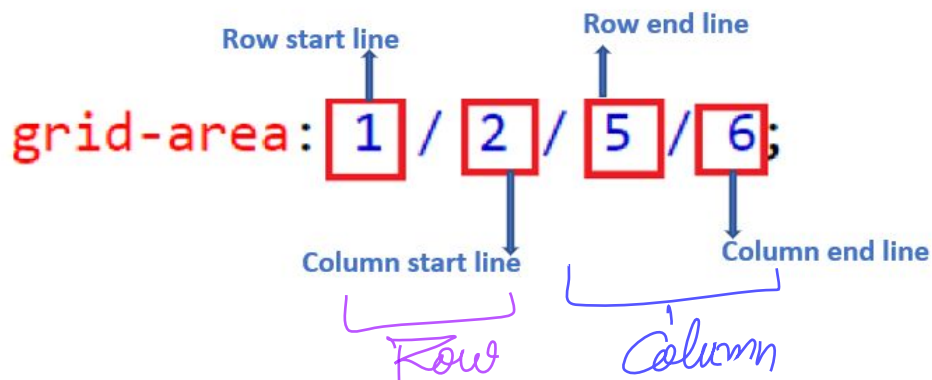 Row start line
Row end line
grid-area: 1 / 2 / 5 / 6;
Column start line
Column end line
Row
Column